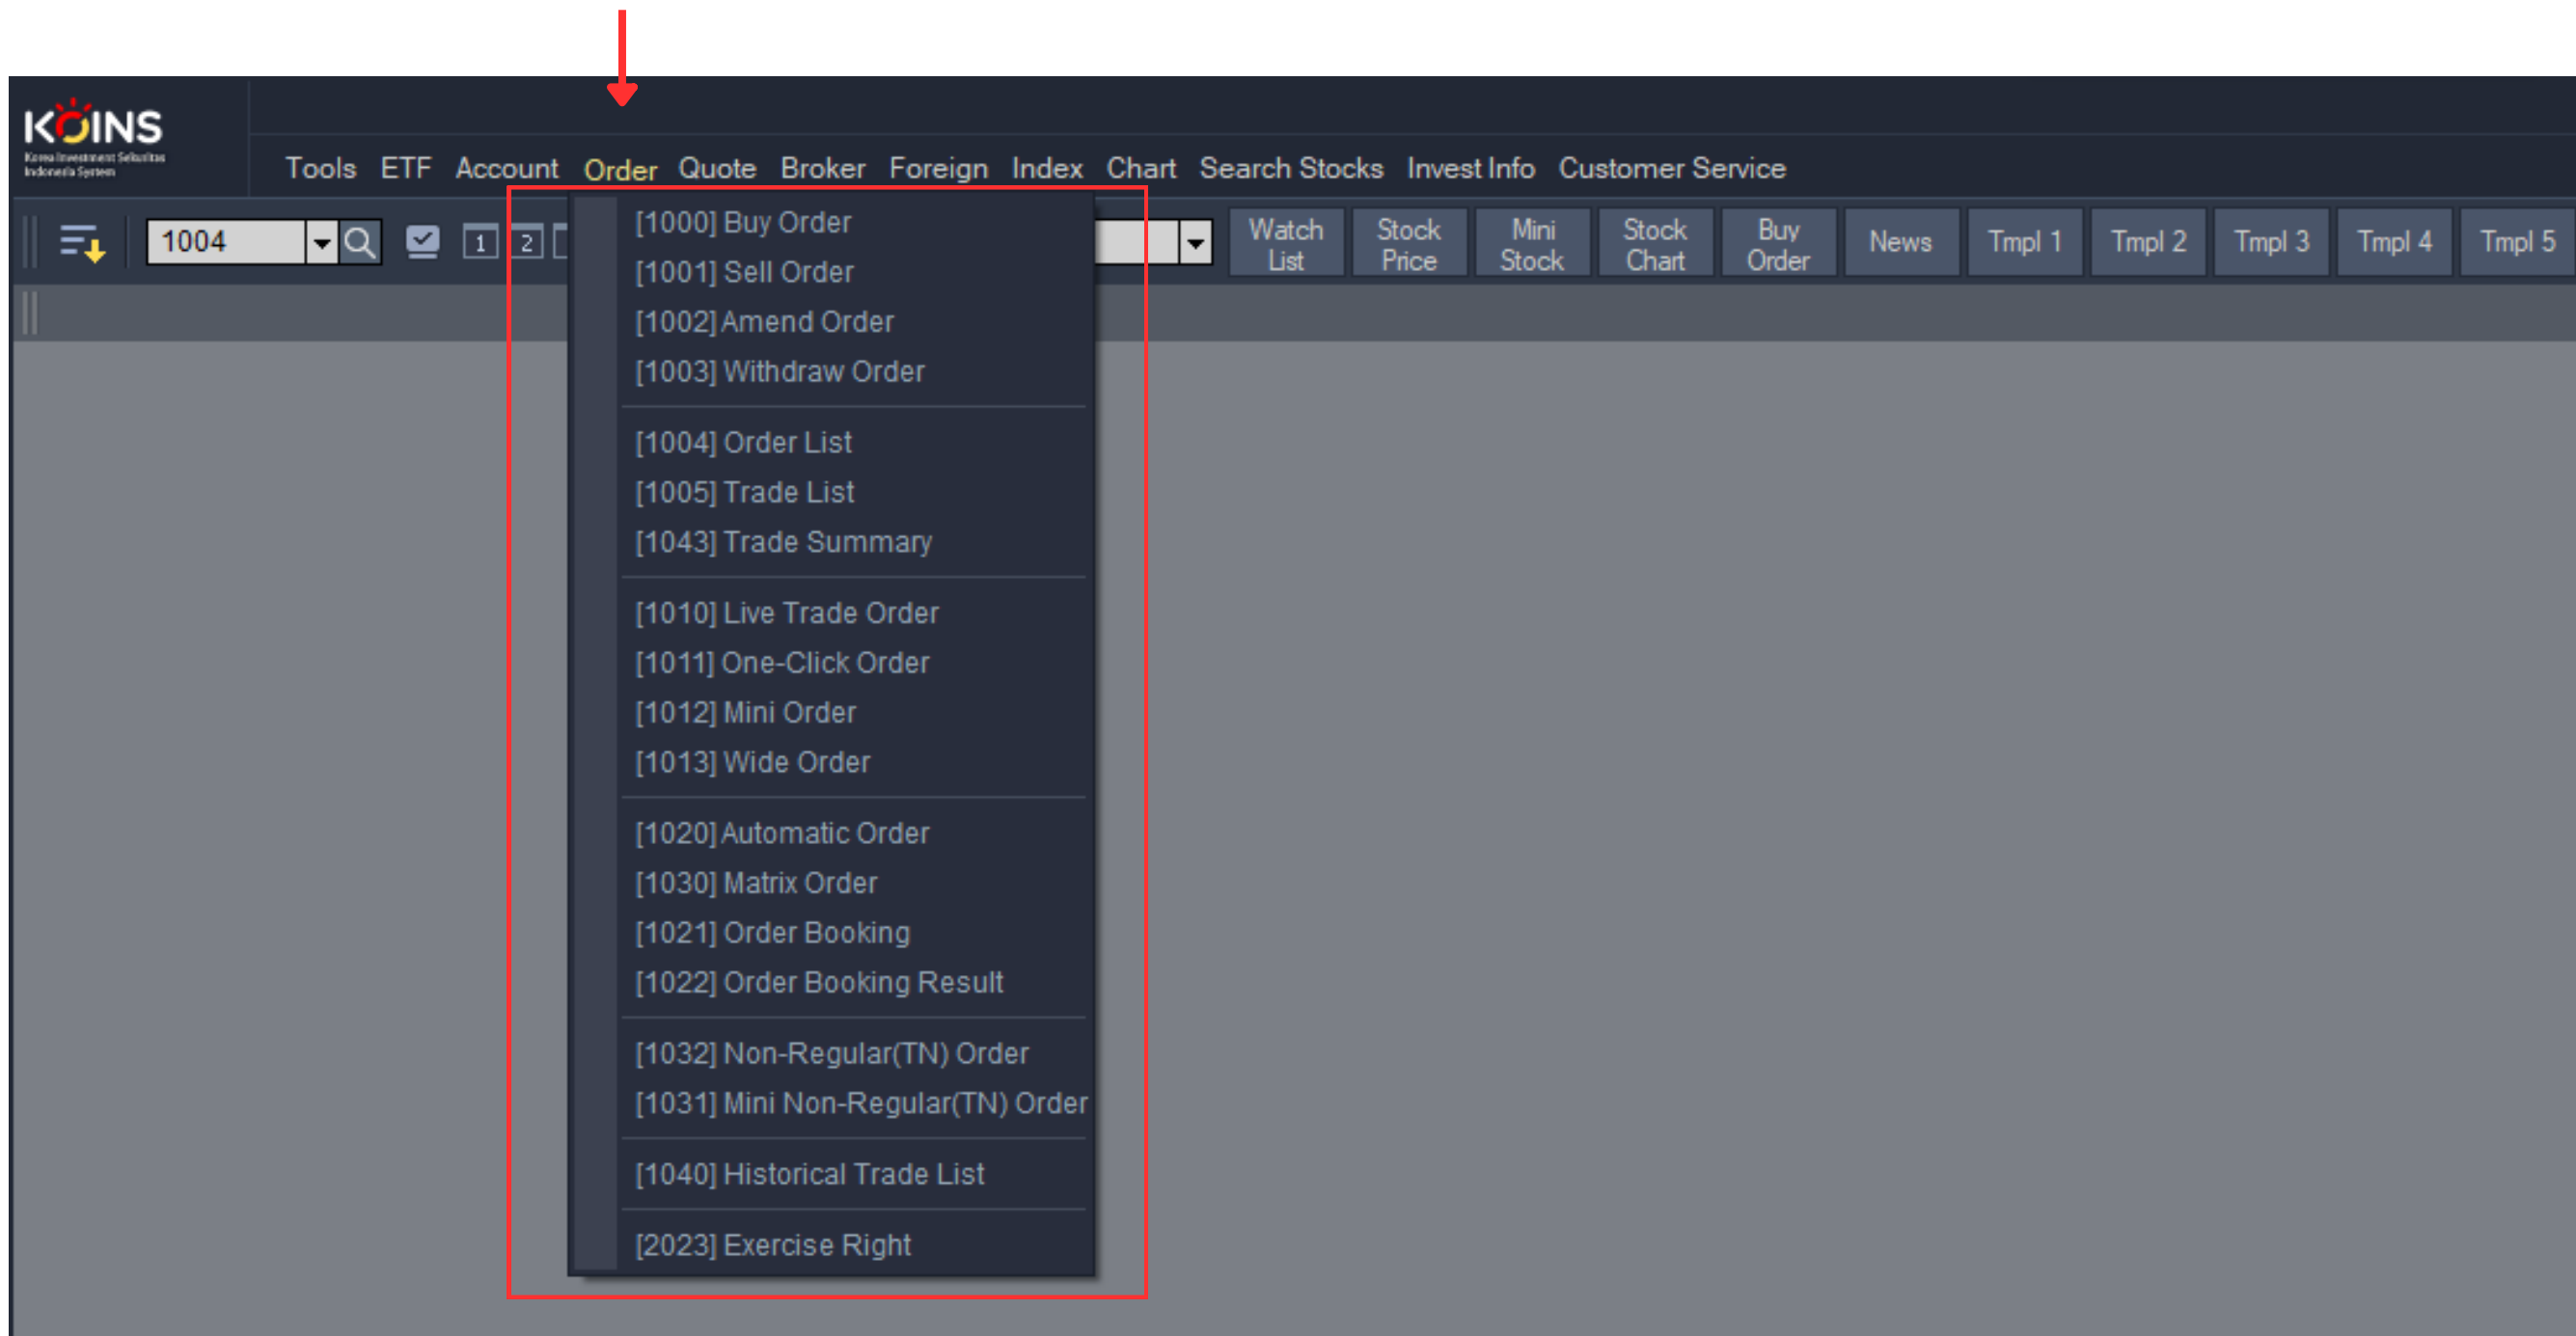 KOINS
Korea Investment Sekuritas
Indonesia System
Tools ETF Account Order Quote Broker Foreign Index Chart Search Stocks Invest Info Customer Service
1004 1 2 Watch List Stock Price Mini Stock Stock Chart Buy Order News Tmpl 1 Tmpl 2 Tmpl 3 Tmpl 4 Tmpl 5
[1000] Buy Order
[1001] Sell Order
[1002] Amend Order
[1003] Withdraw Order
[1004] Order List
[1005] Trade List
[1043] Trade Summary
[1010] Live Trade Order
[1011] One-Click Order
[1012] Mini Order
[1013] Wide Order
[1020] Automatic Order
[1030] Matrix Order
[1021] Order Booking
[1022] Order Booking Result
[1032] Non-Regular(TN) Order
[1031] Mini Non-Regular(TN) Order
[1040] Historical Trade List
[2023] Exercise Right